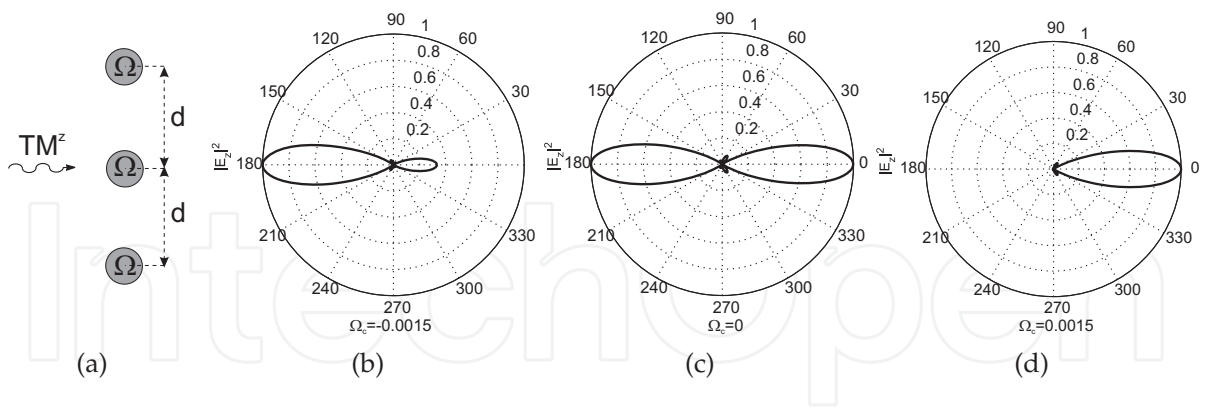 Ω
d
TM^z
Ω
d
Ω
(a)
90 1
120 60
0.8
0.6
150 30
0.4
0.2
|E_z|^2
180
210 330
240 300
270
Ω_c=-0.0015
(b)
90 1
120 60
0.8
0.6
150 30
0.4
0.2
|E_z|^2
180 0
210 330
240 300
270
Ω_c=0
(c)
90 1
120 60
0.8
0.6
150 30
0.4
0.2
|E_z|^2
180 0
210 330
240 300
270
Ω_c=0.0015
(d)
Intechopen